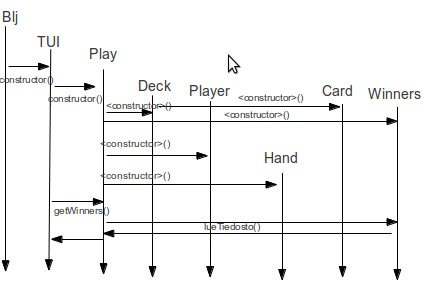 Blj
TUI
Play
Deck
Player
Card
Winners
Hand
constructor()
constructor()
<constructor>()
<constructor>()
<constructor>()
<constructor>()
<constructor>()
getWinners()
lueTiedosto()